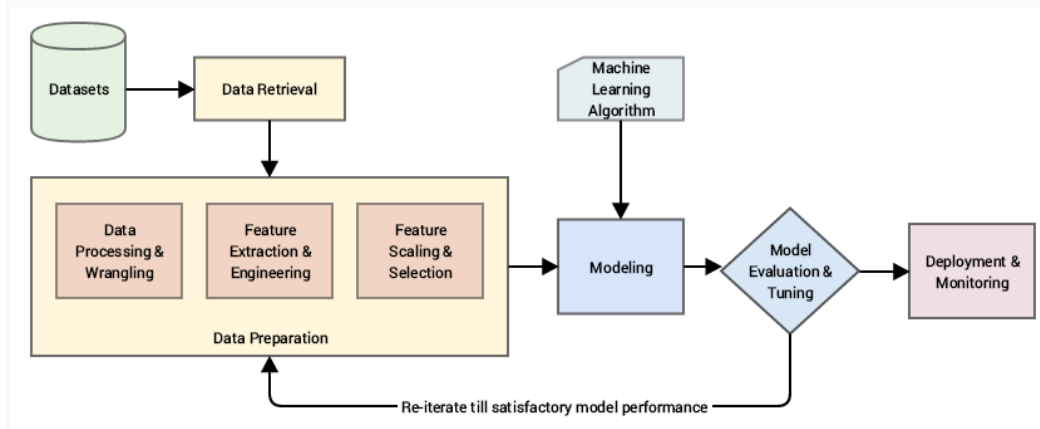 Datasets
Data Retrieval
Machine
Learning
Algorithm
Data
Processing &
Wrangling
Feature
Extraction &
Engineering
Feature
Scaling &
Selection
Data Preparation
Modeling
Model
Evaluation &
Tuning
Deployment &
Monitoring
Re-iterate till satisfactory model performance